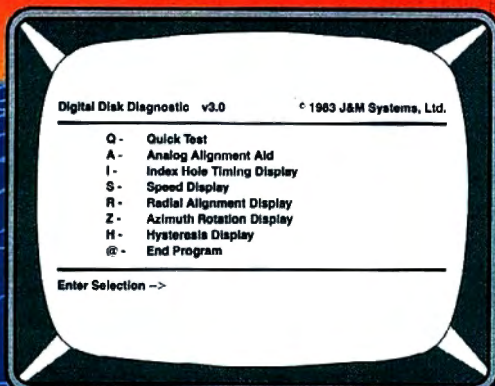 Digital Disk Diagnostic v3.0 © 1983 J&M Systems, Ltd.
Q - Quick Test
A - Analog Alignment Aid
I - Index Hole Timing Display
S - Speed Display
R - Radial Alignment Display
Z - Azimuth Rotation Display
H - Hysteresis Display
@ - End Program
Enter Selection -->